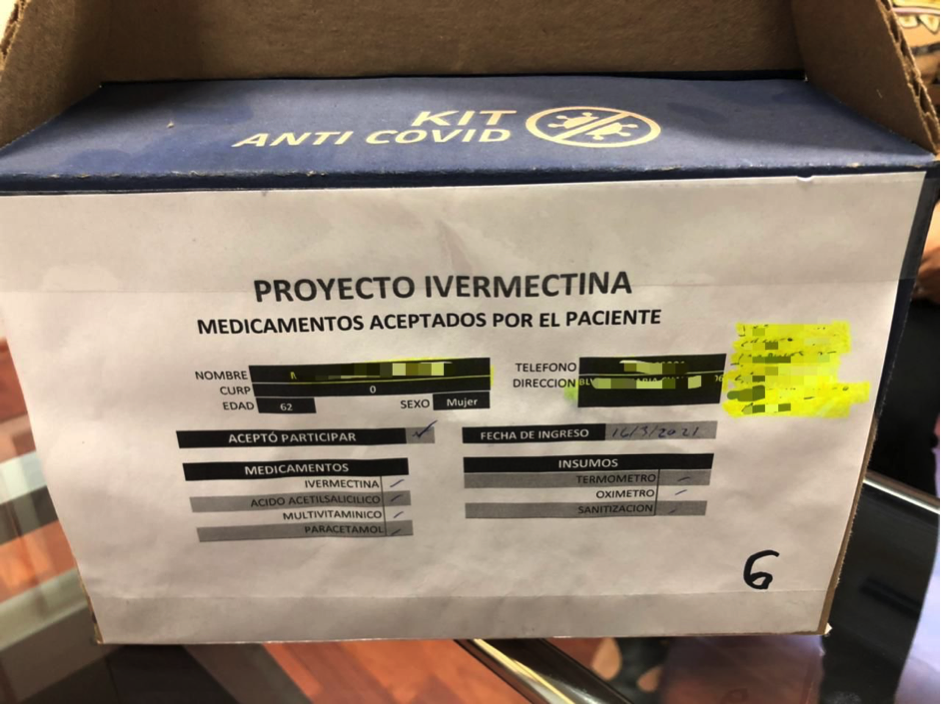 KIT
ANTI COVID
PROYECTO IVERMECTINA
MEDICAMENTOS ACEPTADOS POR EL PACIENTE
NOMBRE
TELEFONO
CURP 0
DIRECCION
EDAD 62 SEXO Mujer
ACEPTÓ PARTICIPAR ✓ FECHA DE INGRESO 16/3/2021
MEDICAMENTOS
INSUMOS
IVERMECTINA ✓
TERMOMETRO ✓
ACIDO ACETILSALICILICO ✓
OXIMETRO ✓
MULTIVITAMINICO ✓
SANITIZACION ✓
PARACETAMOL ✓
6